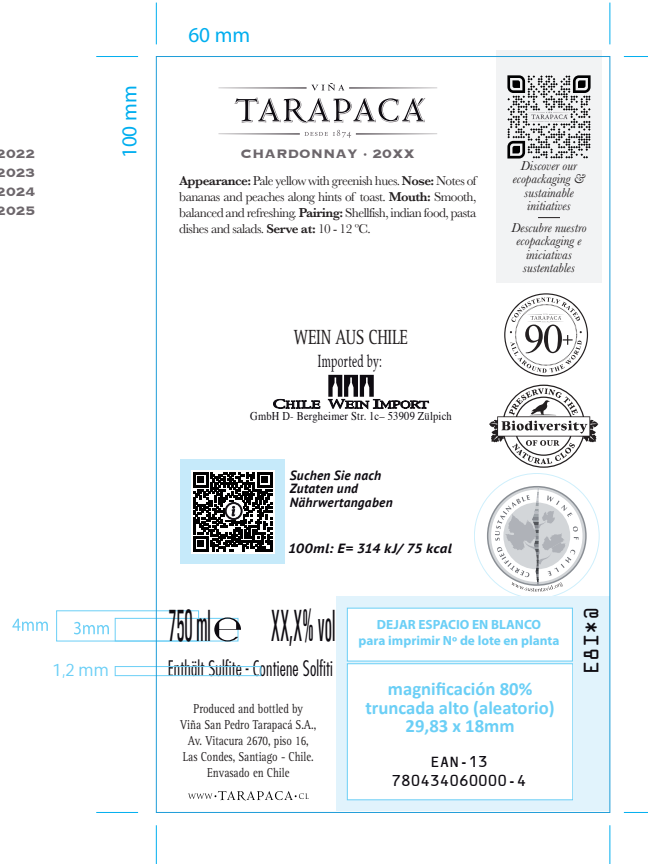 60 mm
100 mm
2022
2023
2024
2025
VIÑA
TARAPACÁ
DESDE 1874
CHARDONNAY · 20XX
Appearance: Pale yellow with greenish hues. Nose: Notes of
bananas and peaches along hints of toast. Mouth: Smooth,
balanced and refreshing. Pairing: Shellfish, indian food, pasta
dishes and salads. Serve at: 10 - 12 ºC.
TARAPACÁ
Discover our
ecopackaging &
sustainable
initiatives
Descubre nuestro
ecopackaging e
iniciativas
sustentables
CONSISTENTLY RATED
TARAPACÁ
90+
ALL AROUND THE WORLD
WEIN AUS CHILE
Imported by:
CHILE WEIN IMPORT
GmbH D- Bergheimer Str. 1c– 53909 Zülpich
PRESERVING THE
Biodiversity
OF OUR
NATURAL CLOS
Suchen Sie nach
Zutaten und
Nährwertangaben
100ml: E= 314 kJ/ 75 kcal
CERTIFIED SUSTAINABLE WINE OF CHILE
www.sustentavid.org
4mm
3mm
750 ml e XX,X% vol
1,2 mm
Enthält Sulfite - Contiene Solfiti
Produced and bottled by
Viña San Pedro Tarapacá S.A.,
Av. Vitacura 2670, piso 16,
Las Condes, Santiago - Chile.
Envasado en Chile
WWW·TARAPACA·CL
DEJAR ESPACIO EN BLANCO
para imprimir Nº de lote en planta
magnificación 80%
truncada alto (aleatorio)
29,83 x 18mm
EAN-13
780434060000-4